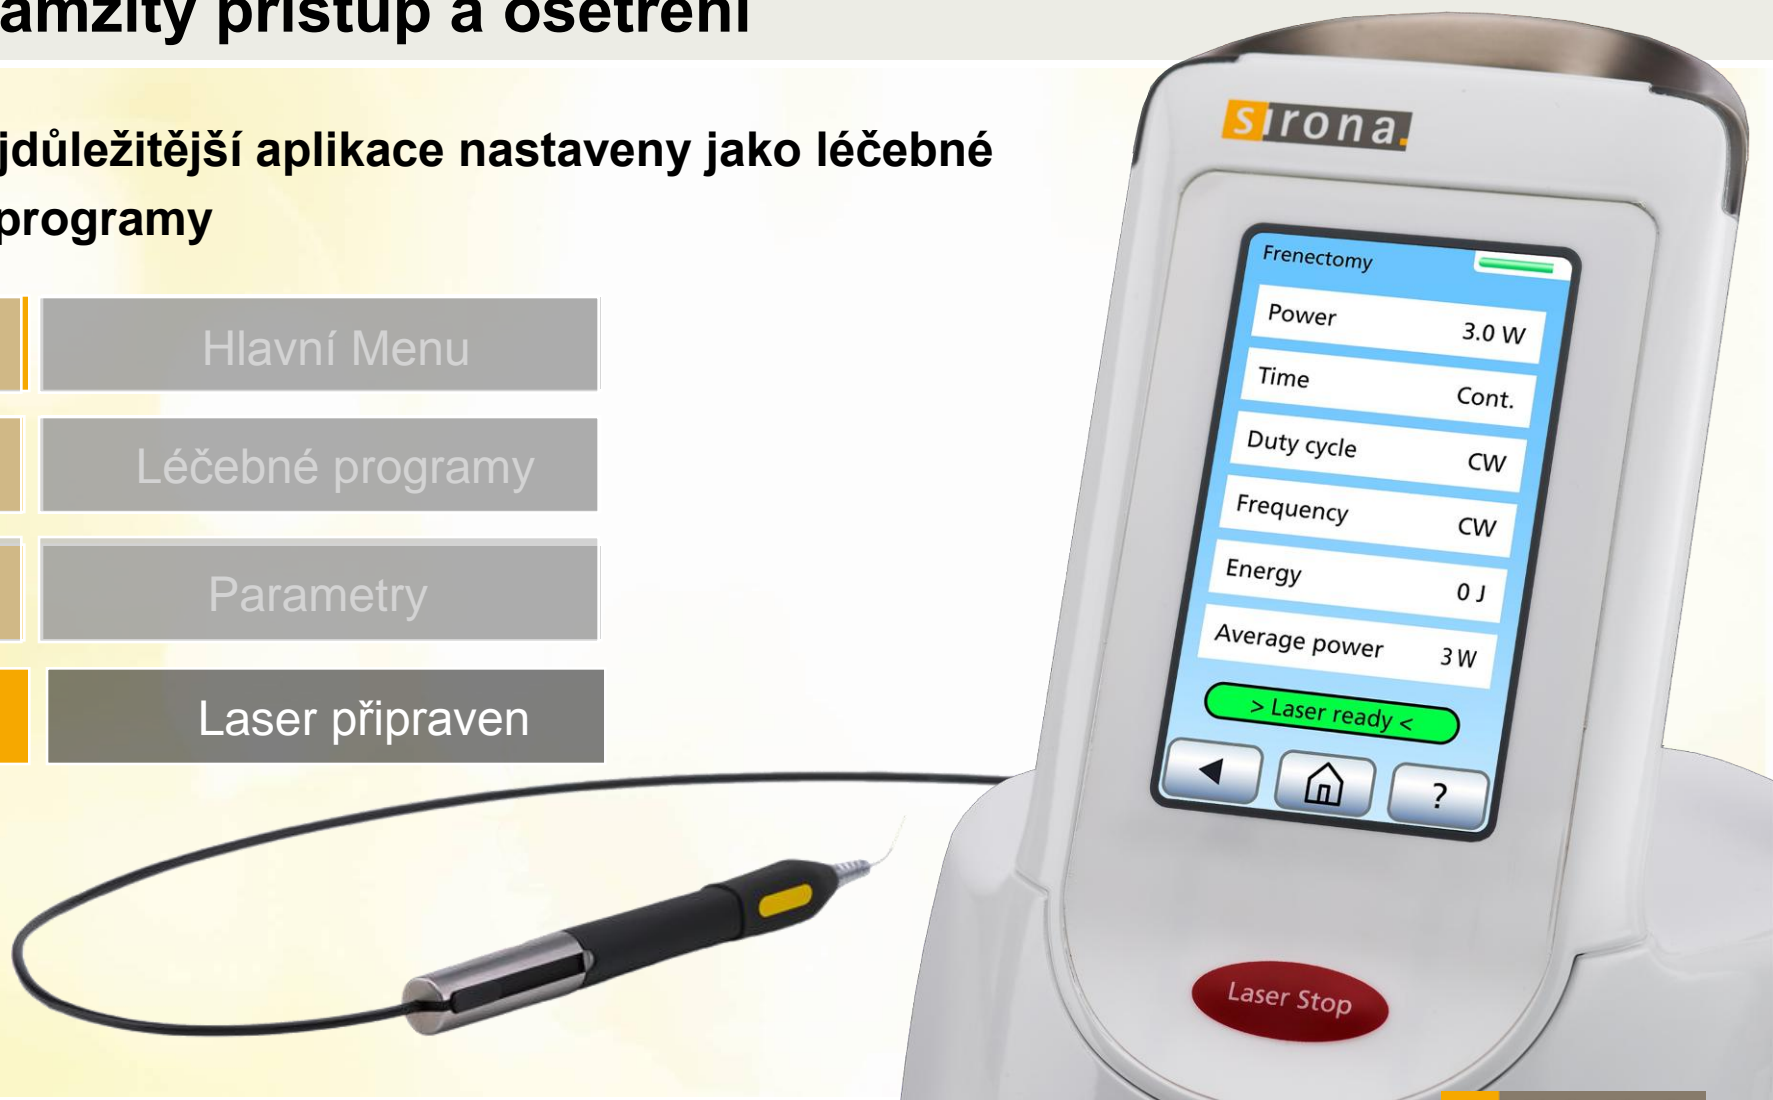 amžitý přístup a ošetření
jdůležitější aplikace nastaveny jako léčebné
programy
Hlavní Menu
Léčebné programy
Parametry
Laser připraven
sirona.
Frenectomy
Power 3.0 W
Time Cont.
Duty cycle CW
Frequency CW
Energy 0 J
Average power 3 W
> Laser ready <
?
Laser Stop